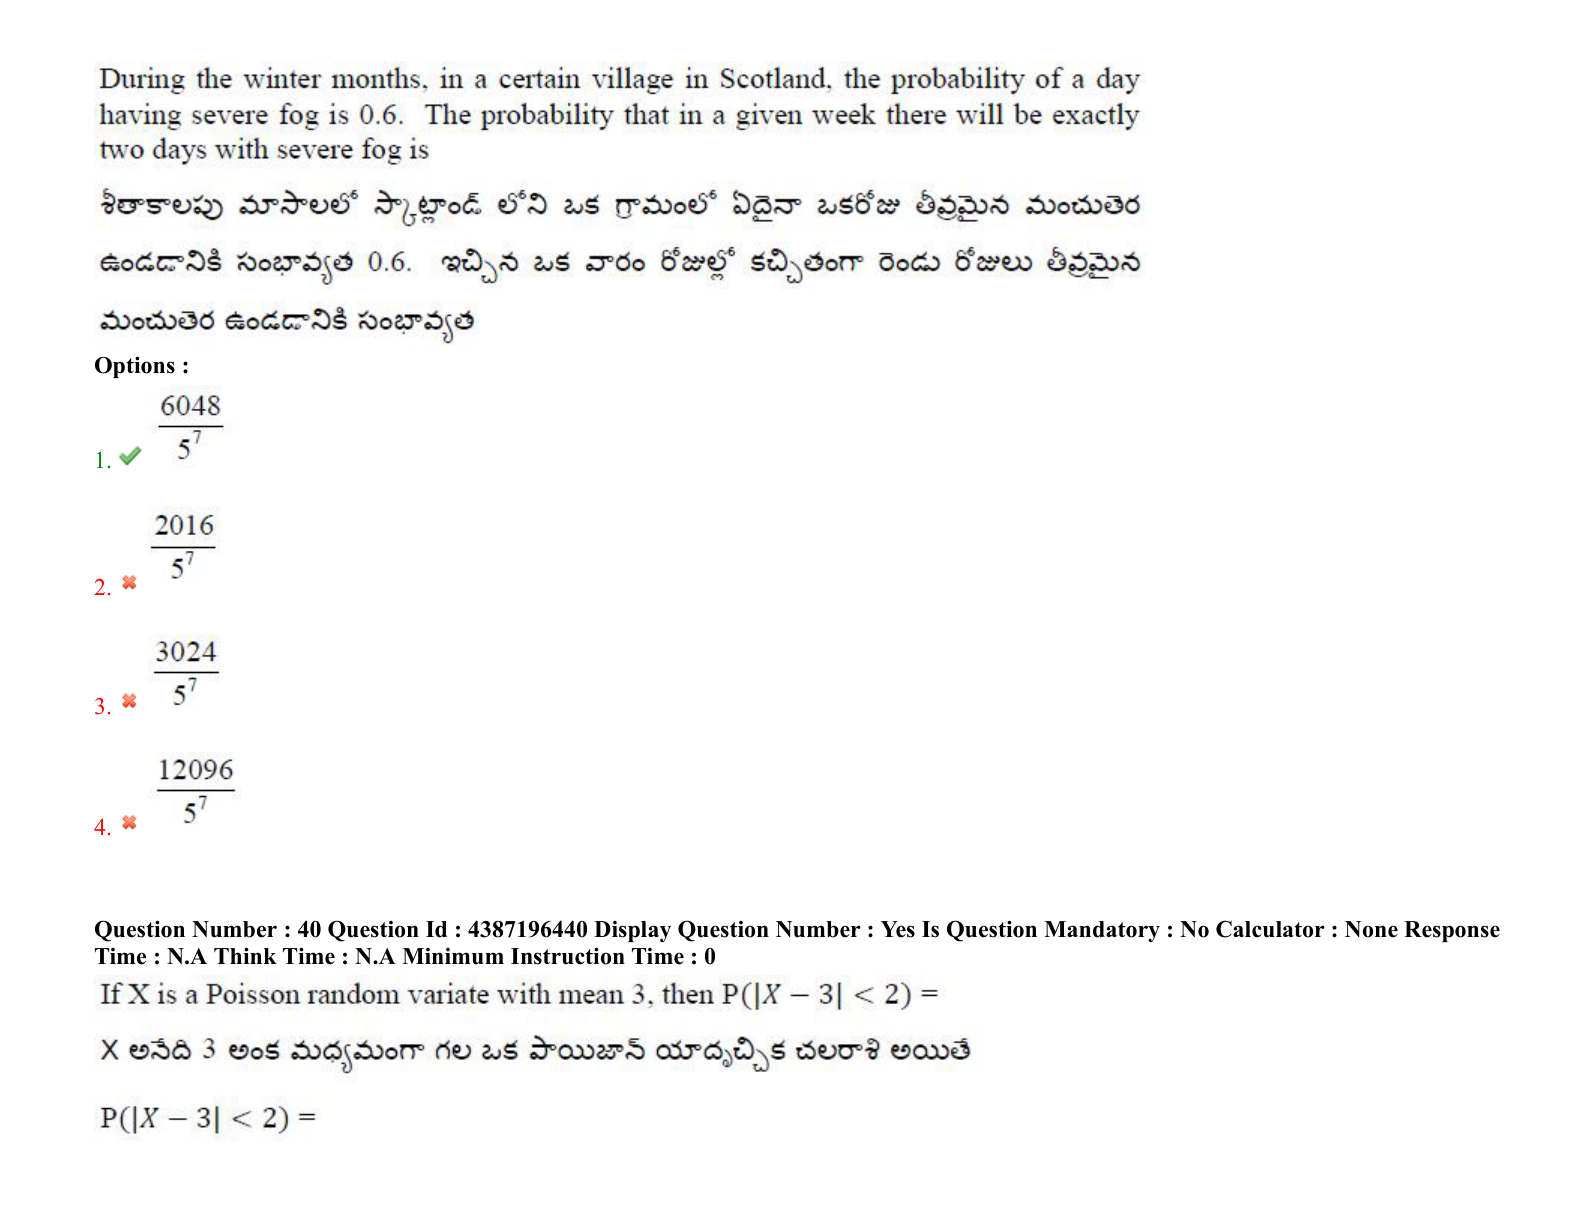 During the winter months, in a certain village in Scotland, the probability of a day
having severe fog is 0.6. The probability that in a given week there will be exactly
two days with severe fog is
శీతాకాలపు మాసాలలో స్కాట్లాండ్ లోని ఒక గ్రామంలో ఏదైనా ఒకరోజు తీవ్రమైన మంచుతెర
ఉండడానికి సంభావ్యత 0.6. ఇచ్చిన ఒక వారం రోజుల్లో కచ్చితంగా రెండు రోజులు తీవ్రమైన
మంచుతెర ఉండడానికి సంభావ్యత
Options :
1. 6048/5^7
2. 2016/5^7
3. 3024/5^7
4. 12096/5^7
Question Number : 40 Question Id : 4387196440 Display Question Number : Yes Is Question Mandatory : No Calculator : None Response
Time : N.A Think Time : N.A Minimum Instruction Time : 0
If X is a Poisson random variate with mean 3, then P(|X − 3| < 2) =
X అనేది 3 అంక మధ్యమంగా గల ఒక పాయిజాన్ యాదృచ్ఛిక చలరాశి అయితే
P(|X − 3| < 2) =